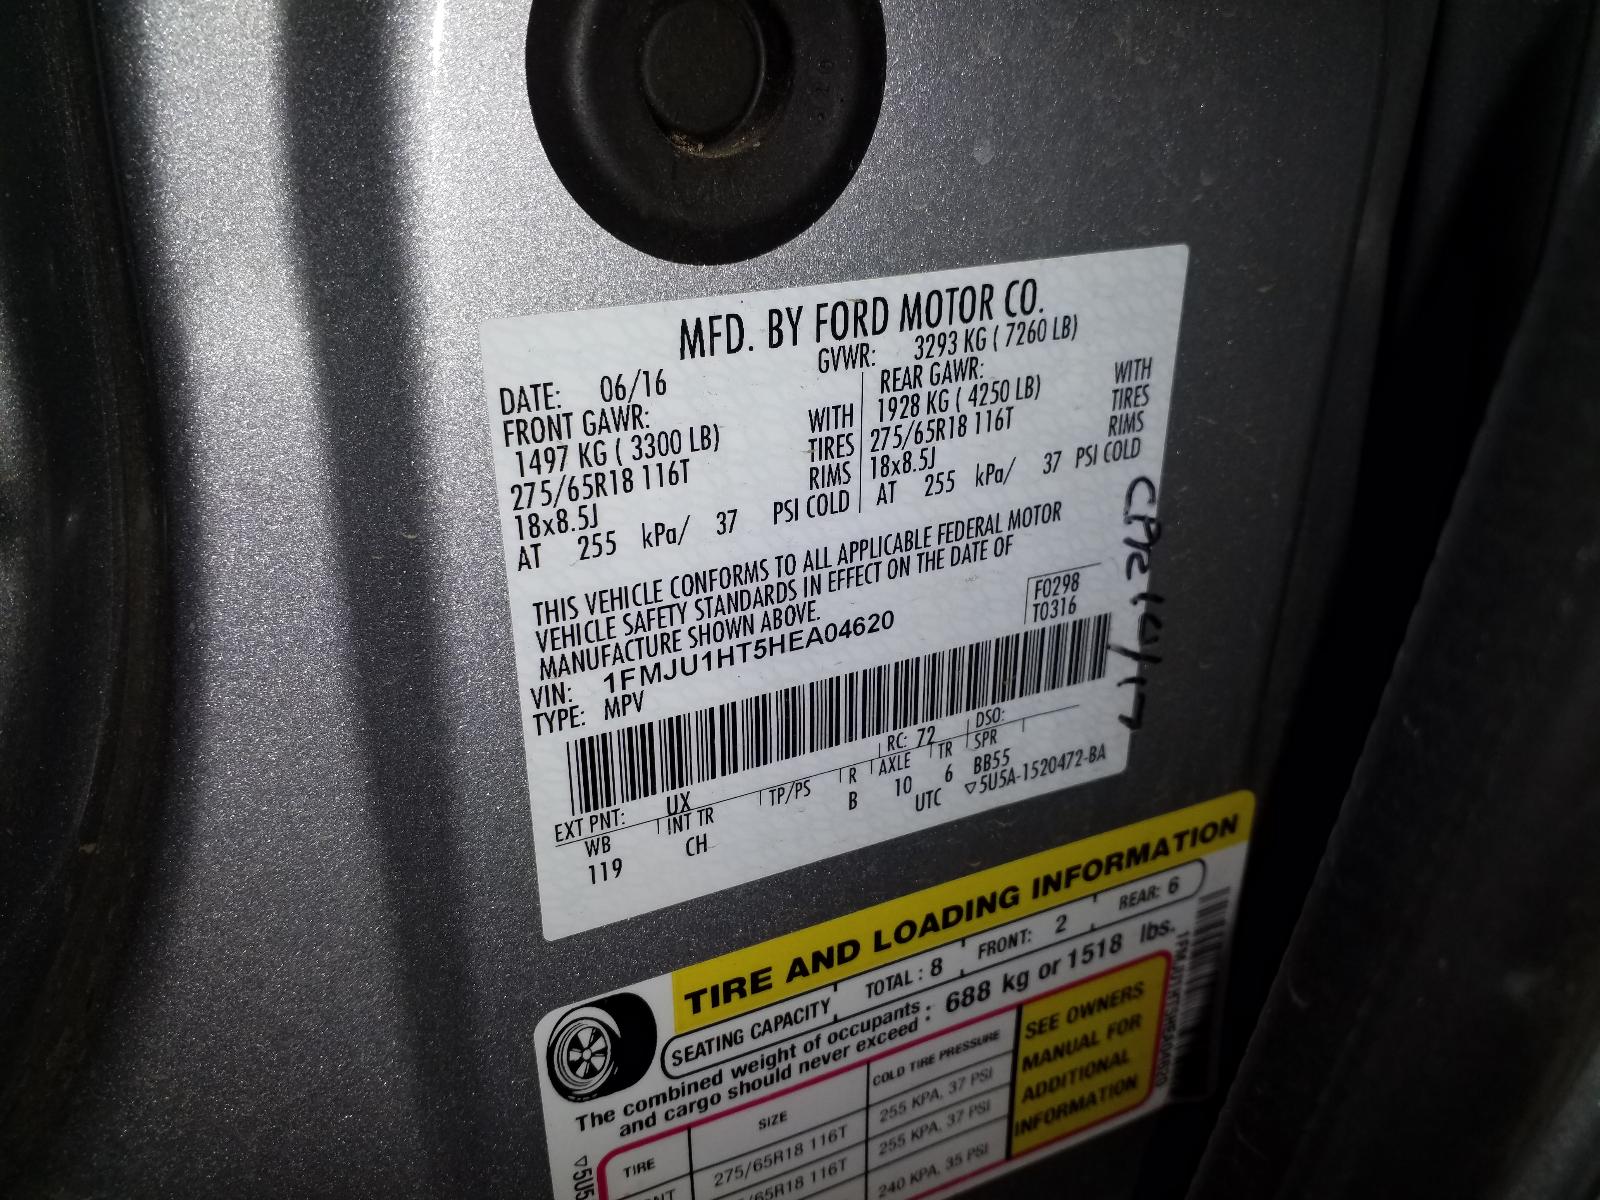 MFD. BY FORD MOTOR CO.
DATE: 06/16
GVWR: 3293 KG ( 7260 LB)
FRONT GAWR:
1497 KG ( 3300 LB) WITH
275/65R18 116T TIRES
18x8.5J RIMS
AT 255 kPa/ 37 PSI COLD
REAR GAWR: WITH
1928 KG ( 4250 LB) TIRES
275/65R18 116T RIMS
18x8.5J
AT 255 kPa/ 37 PSI COLD
THIS VEHICLE CONFORMS TO ALL APPLICABLE FEDERAL MOTOR
VEHICLE SAFETY STANDARDS IN EFFECT ON THE DATE OF
MANUFACTURE SHOWN ABOVE.
F0298
T0316
VIN: 1FMJU1HT5HEA04620
TYPE: MPV
EXT PNT: UX RC: 72 DSO:
WB INT TR TP/PS R AXLE TR SPR
119 CH B 10 6 BB55
UTC ▽5U5A-1520472-BA
TIRE AND LOADING INFORMATION
SEATING CAPACITY TOTAL : 8 FRONT: 2 REAR: 6
The combined weight of occupants
and cargo should never exceed : 688 kg or 1518 lbs.
TIRE SIZE COLD TIRE PRESSURE
275/65R18 116T 255 KPA, 37 PSI
65R18 116T 255 KPA, 37 PSI
240 KPA, 35 PSI
SEE OWNERS
MANUAL FOR
ADDITIONAL
INFORMATION
▽5U5